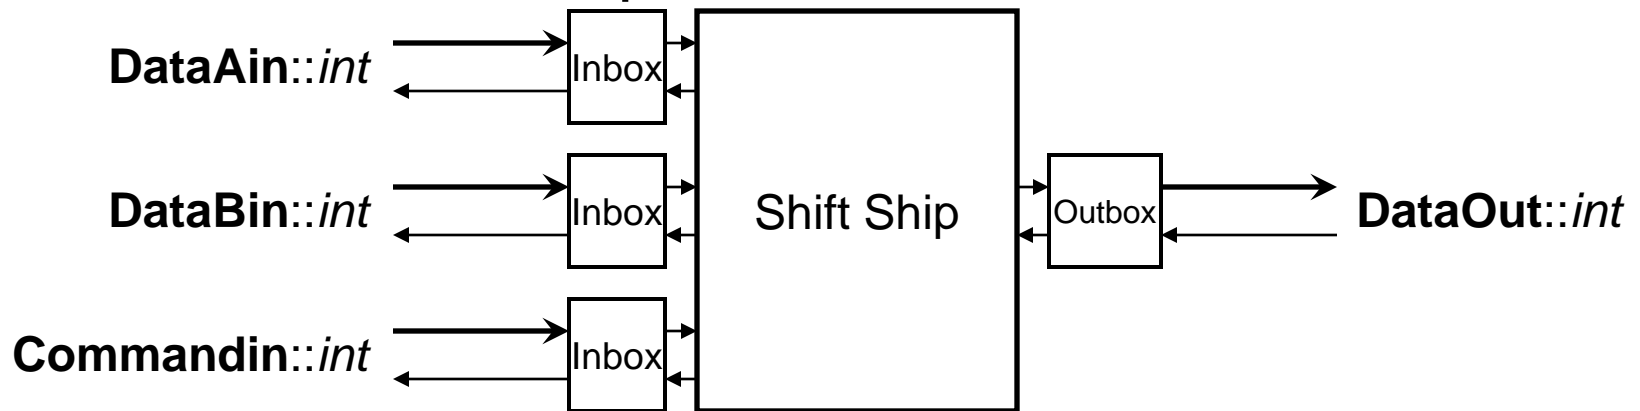 DataAin::int
Inbox
DataBin::int
Inbox
Shift Ship
Outbox
DataOut::int
Commandin::int
Inbox